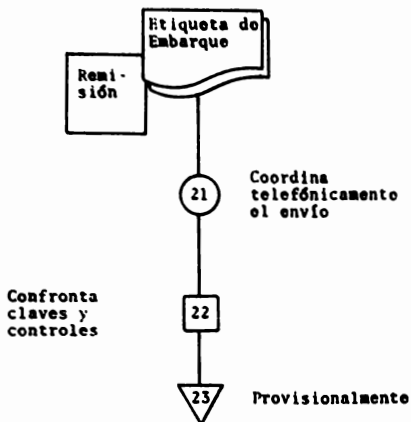 Etiqueta de
Embarque
Remi-
sión
21
Coordina
telefónicamente
el envío
Confronta
claves y
controles
22
23
Provisionalmente